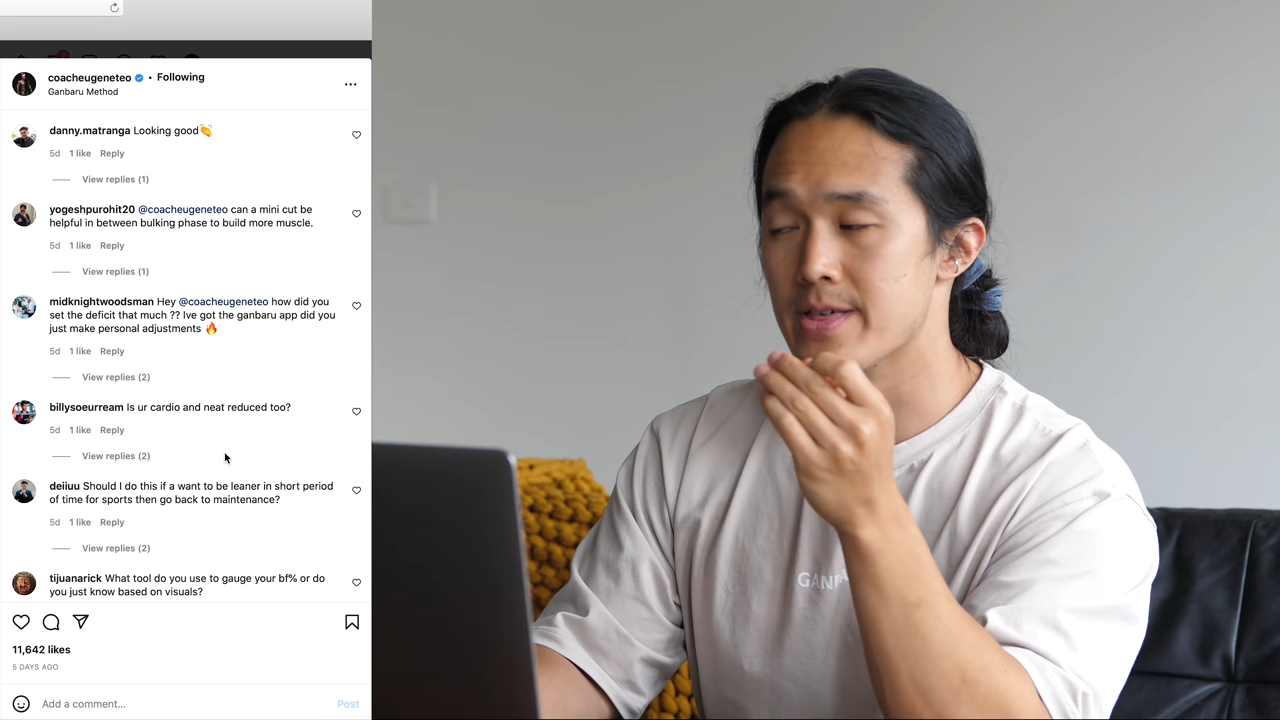 coacheugeneteo • Following
Ganbaru Method
danny.matranga Looking good👏
5d 1 like Reply
View replies (1)
yogeshpurohit20 @coacheugeneteo can a mini cut be
helpful in between bulking phase to build more muscle.
5d 1 like Reply
View replies (1)
midknightwoodsman Hey @coacheugeneteo how did you
set the deficit that much ?? Ive got the ganbaru app did you
just make personal adjustments 🔥
5d 1 like Reply
View replies (2)
billysoeurream Is ur cardio and neat reduced too?
5d 1 like Reply
View replies (2)
deiiuu Should I do this if a want to be leaner in short period
of time for sports then go back to maintenance?
5d 1 like Reply
View replies (2)
tijuanarick What tool do you use to gauge your bf% or do
you just know based on visuals?
11,642 likes
5 DAYS AGO
Add a comment... Post